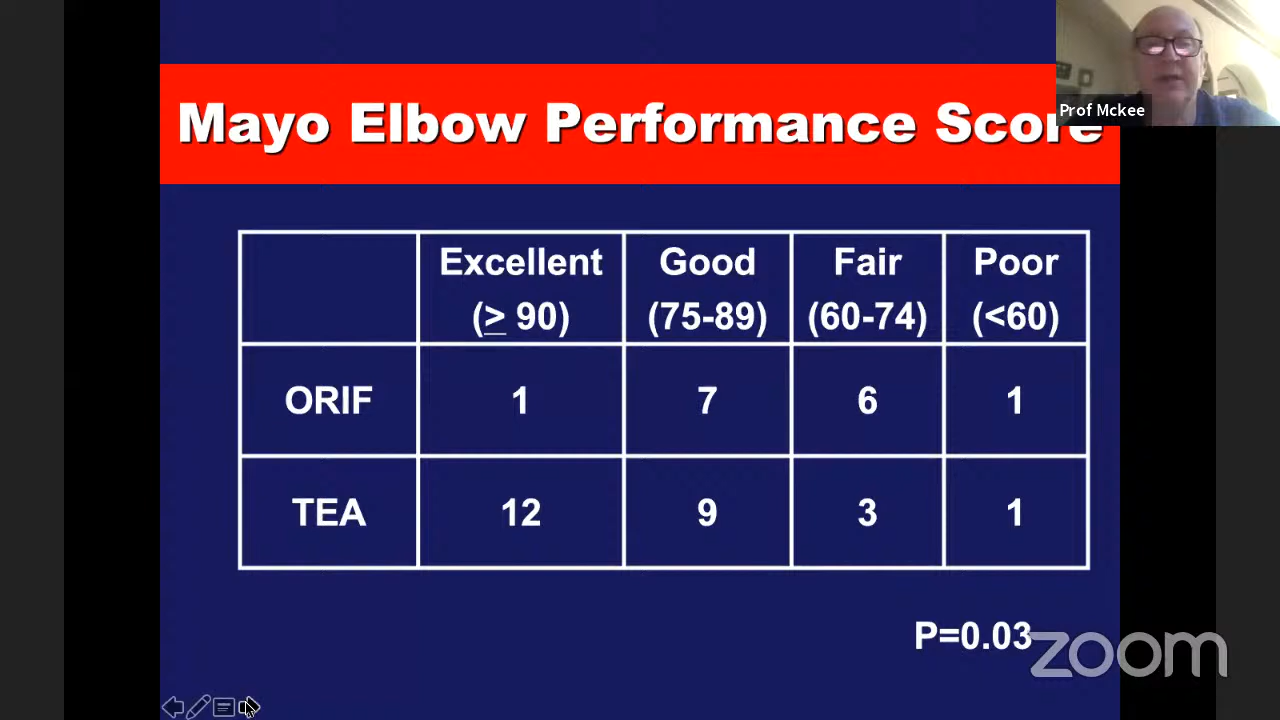 Mayo Elbow Performance Score
Prof Mckee
Excellent Good Fair Poor
(≥ 90) (75-89) (60-74) (<60)
ORIF 1 7 6 1
TEA 12 9 3 1
P=0.03
zoom